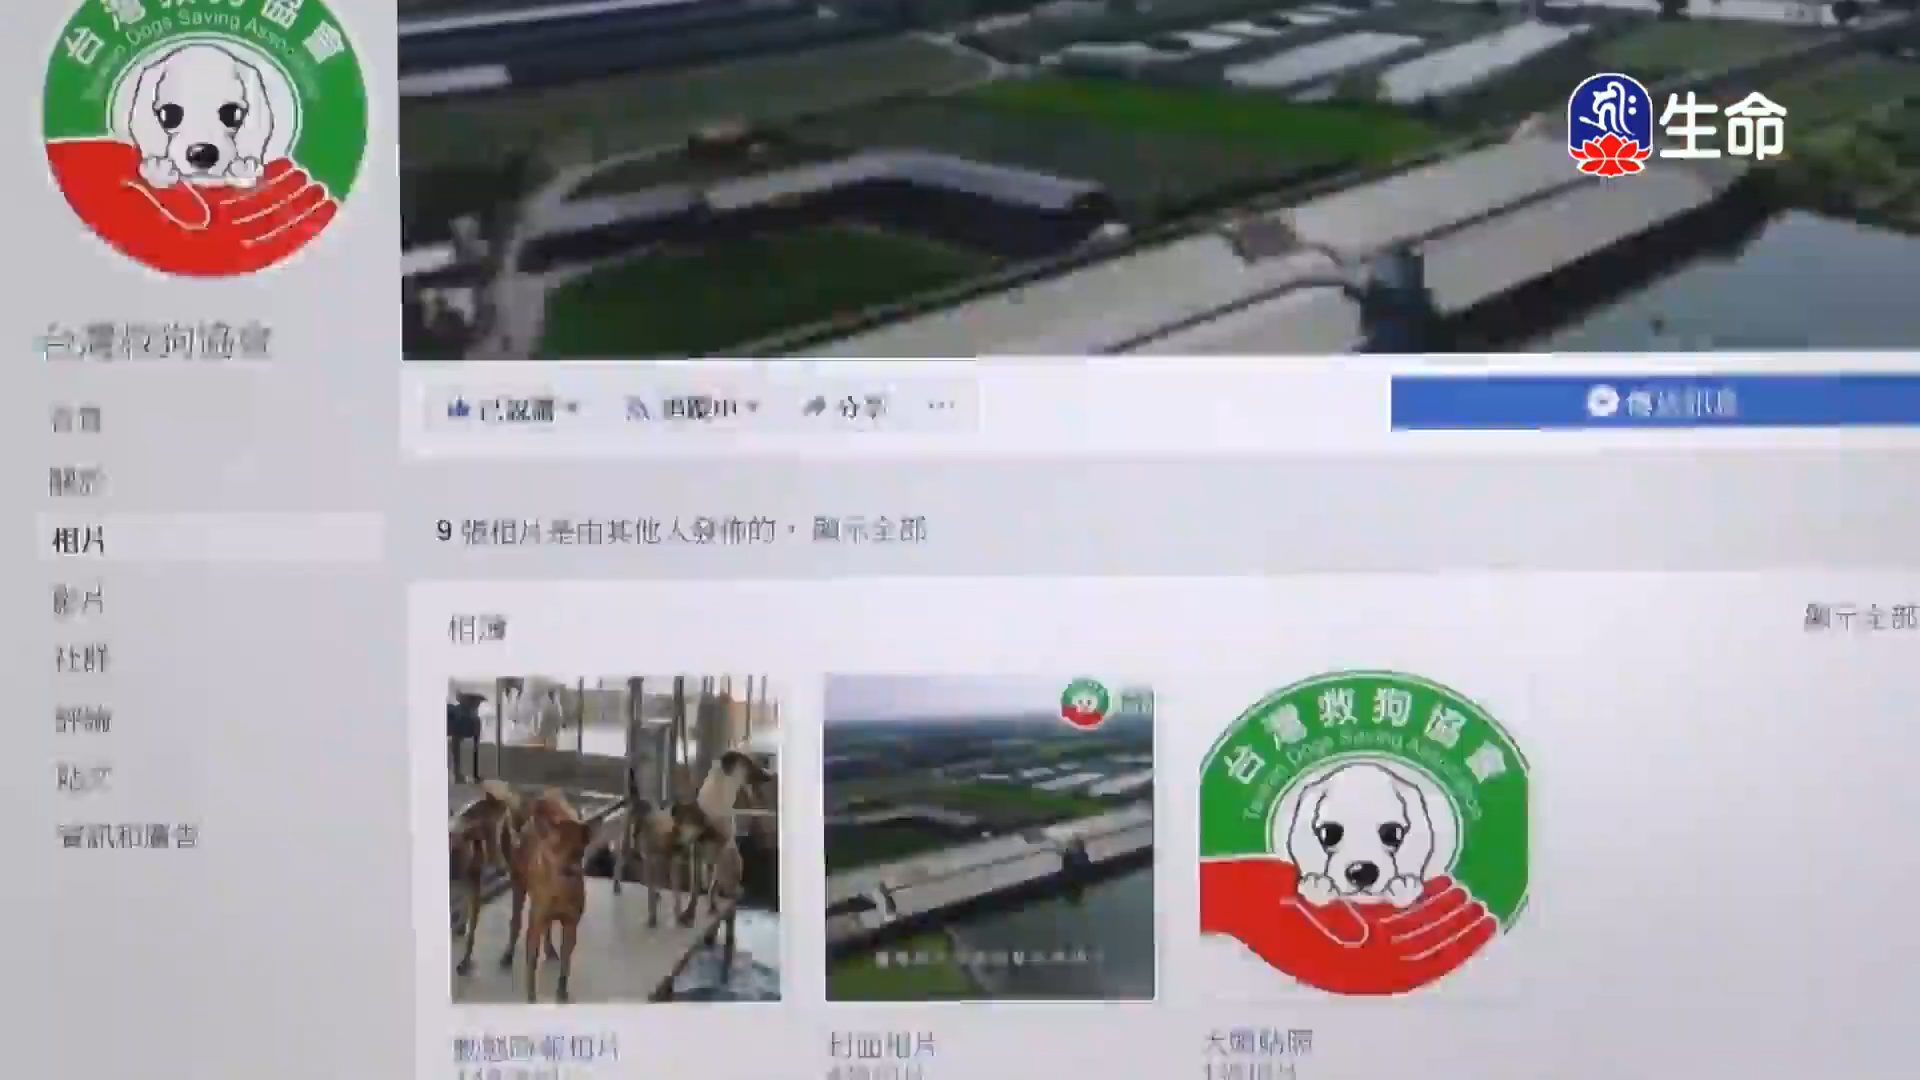 台灣救狗協會
Taiwan Dogs Saving Association
生命
台灣救狗協會
已說讚
追蹤中
分享
傳送訊息
首頁
關於
相片
影片
社群
評論
貼文
資訊和廣告
9 張相片是由其他人發佈的。 顯示全部
相簿
顯示全部
台灣救狗協會
Taiwan Dogs Saving Association
動態時報相片
封面相片
大頭貼照